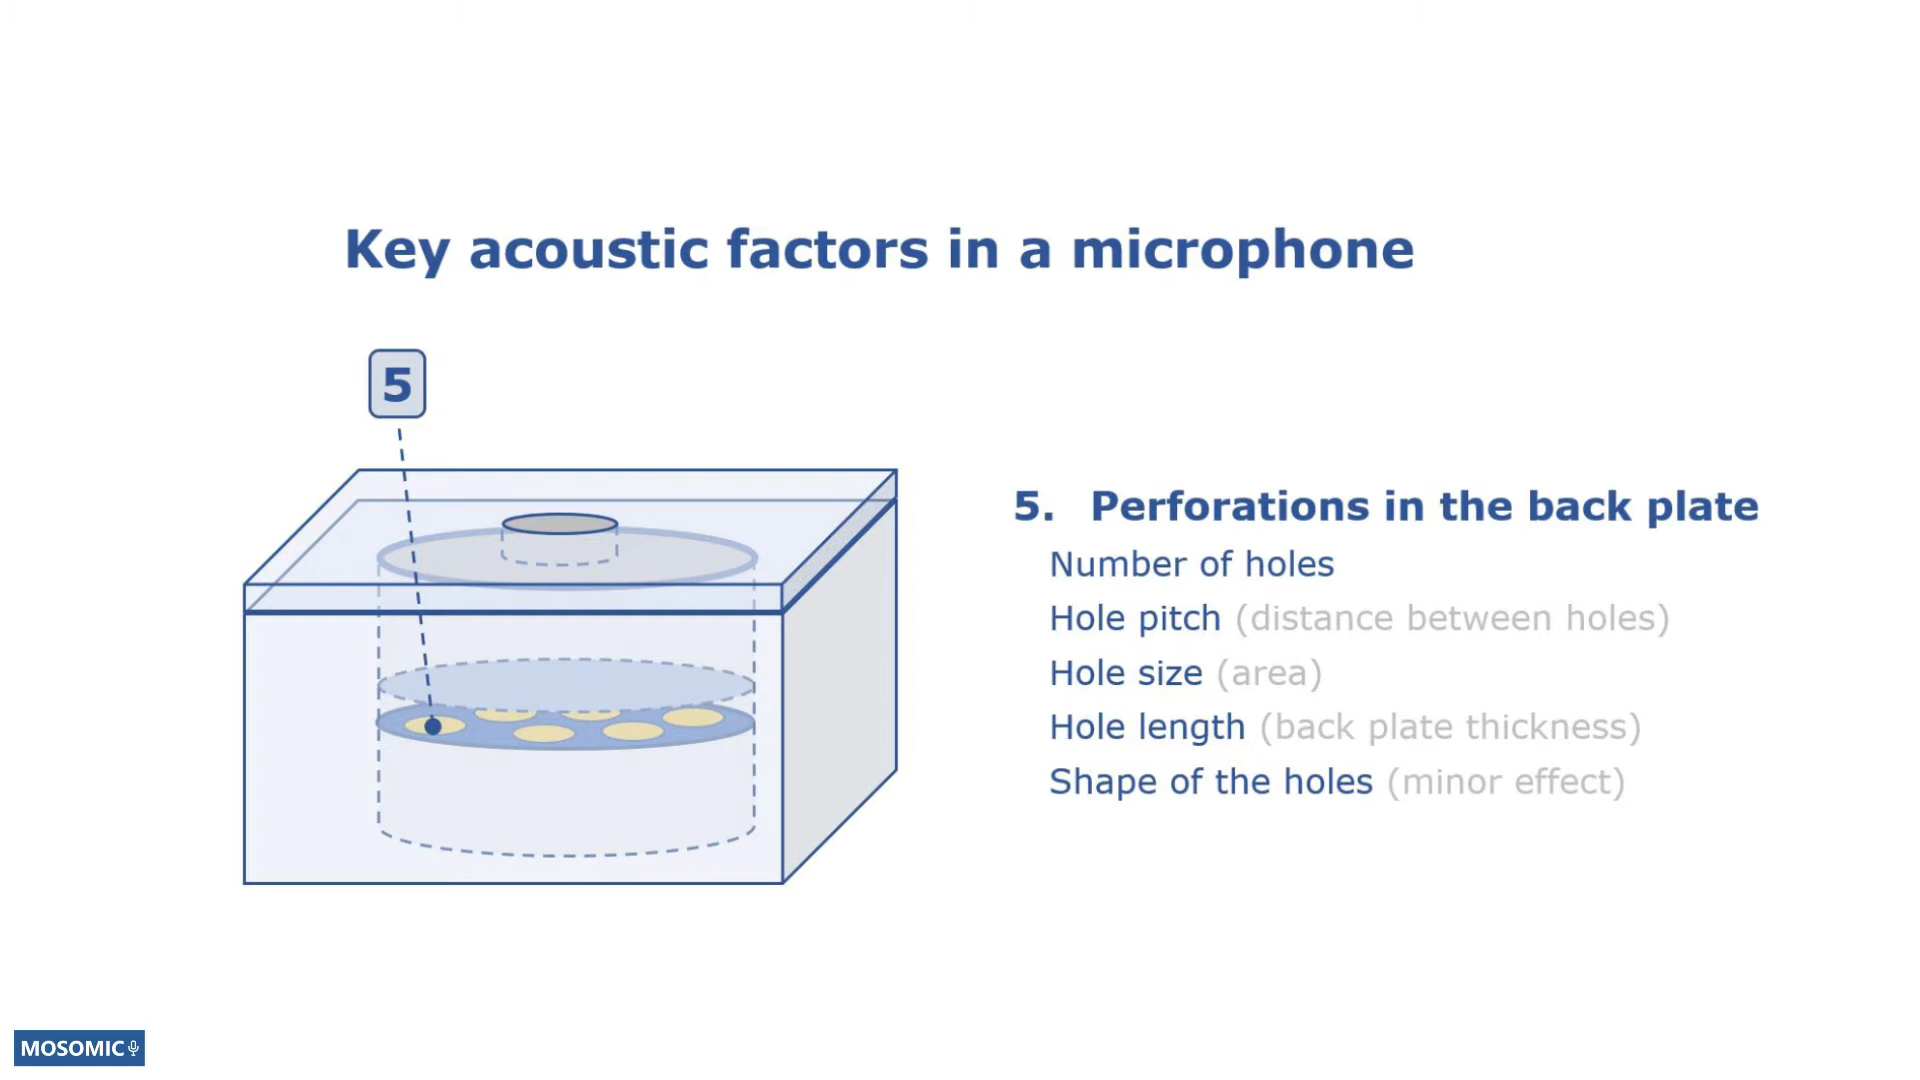 Key acoustic factors in a microphone
5
5. Perforations in the back plate
Number of holes
Hole pitch (distance between holes)
Hole size (area)
Hole length (back plate thickness)
Shape of the holes (minor effect)
MOSOMIC